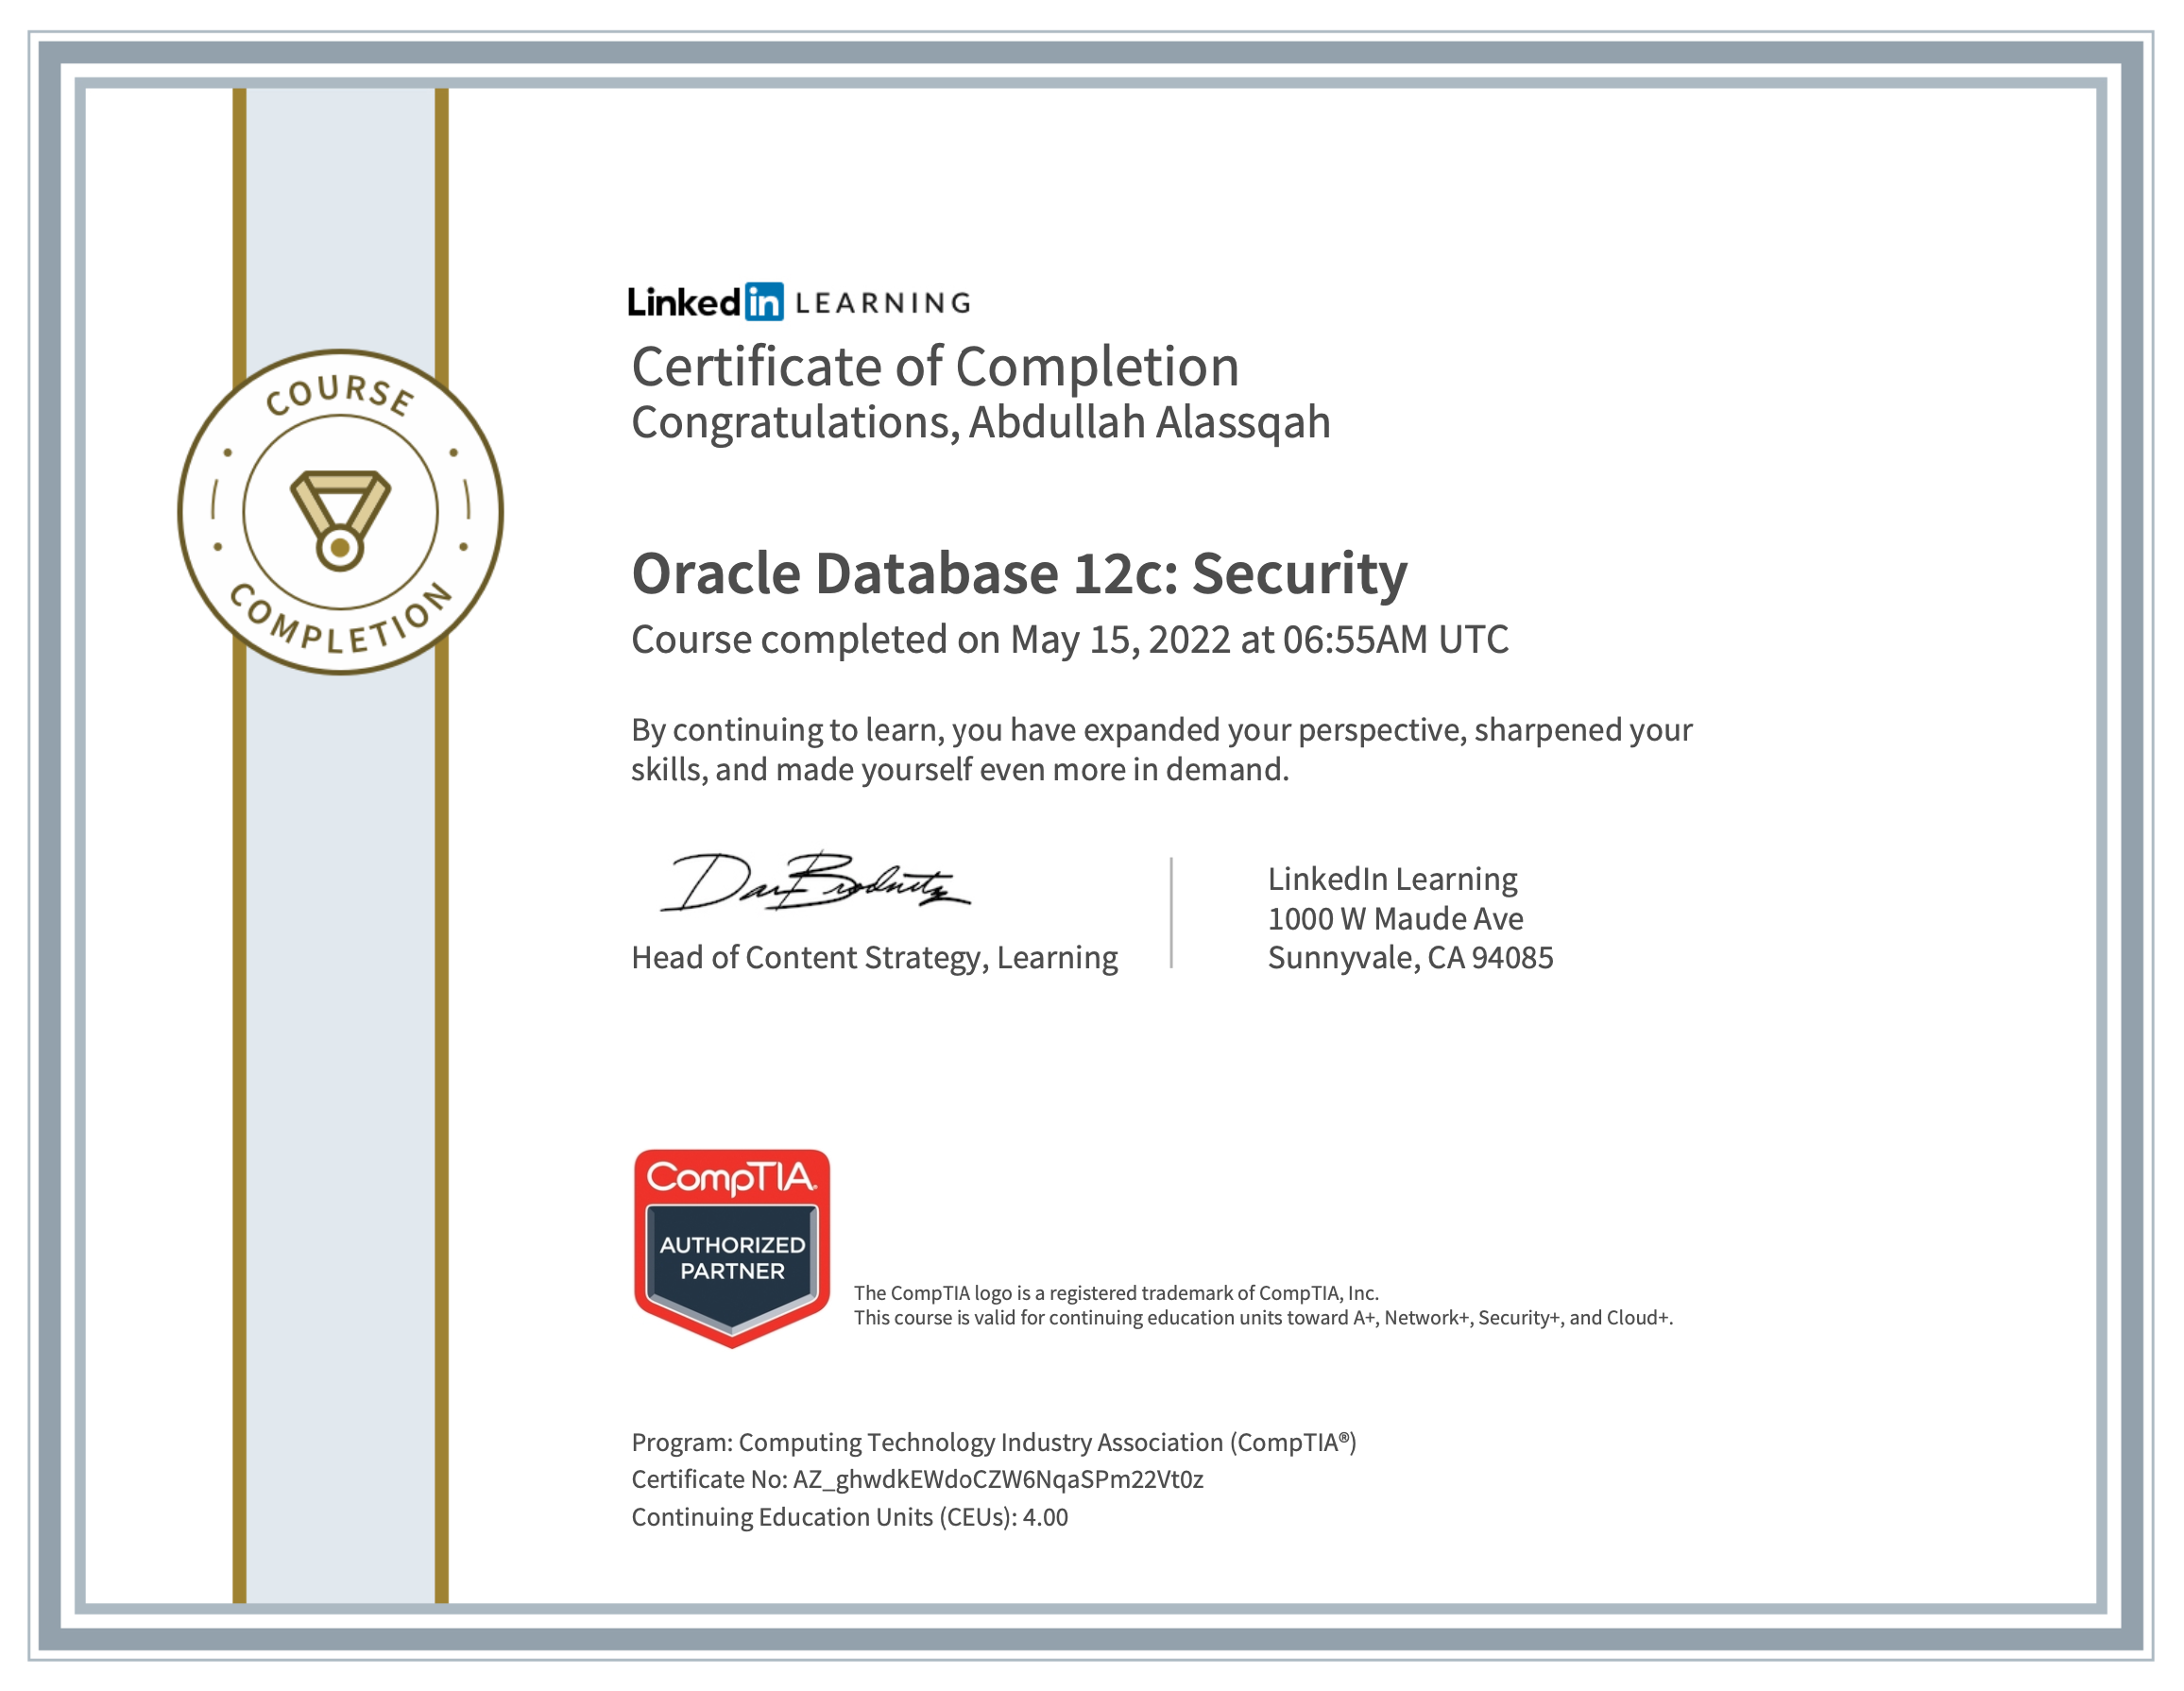 COURSE
COMPLETION
Linkedin LEARNING
Certificate of Completion
Congratulations, Abdullah Alassqah
Oracle Database 12c: Security
Course completed on May 15, 2022 at 06:55AM UTC
By continuing to learn, you have expanded your perspective, sharpened your
skills, and made yourself even more in demand.
Dan Brodnitz
Head of Content Strategy, Learning
LinkedIn Learning
1000 W Maude Ave
Sunnyvale, CA 94085
CompTIA.
AUTHORIZED
PARTNER
The CompTIA logo is a registered trademark of CompTIA, Inc.
This course is valid for continuing education units toward A+, Network+, Security+, and Cloud+.
Program: Computing Technology Industry Association (CompTIA®)
Certificate No: AZ_ghwdkEWdoCZW6NqaSPm22Vt0z
Continuing Education Units (CEUs): 4.00